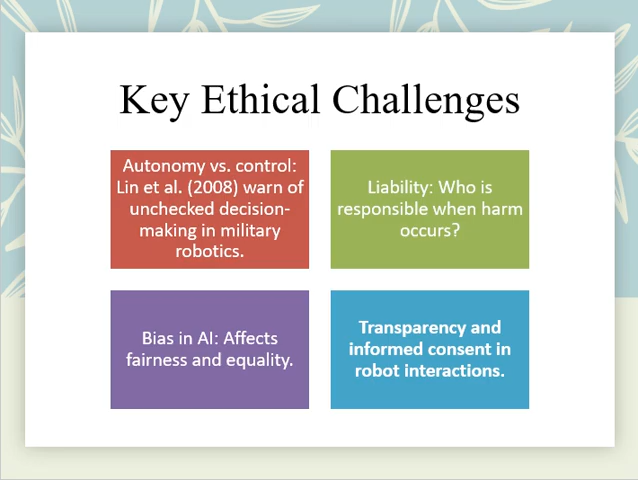 Key Ethical Challenges
Autonomy vs. control:
Lin et al. (2008) warn of
unchecked decision-
making in military
robotics.
Liability: Who is
responsible when harm
occurs?
Bias in AI: Affects
fairness and equality.
Transparency and
informed consent in
robot interactions.